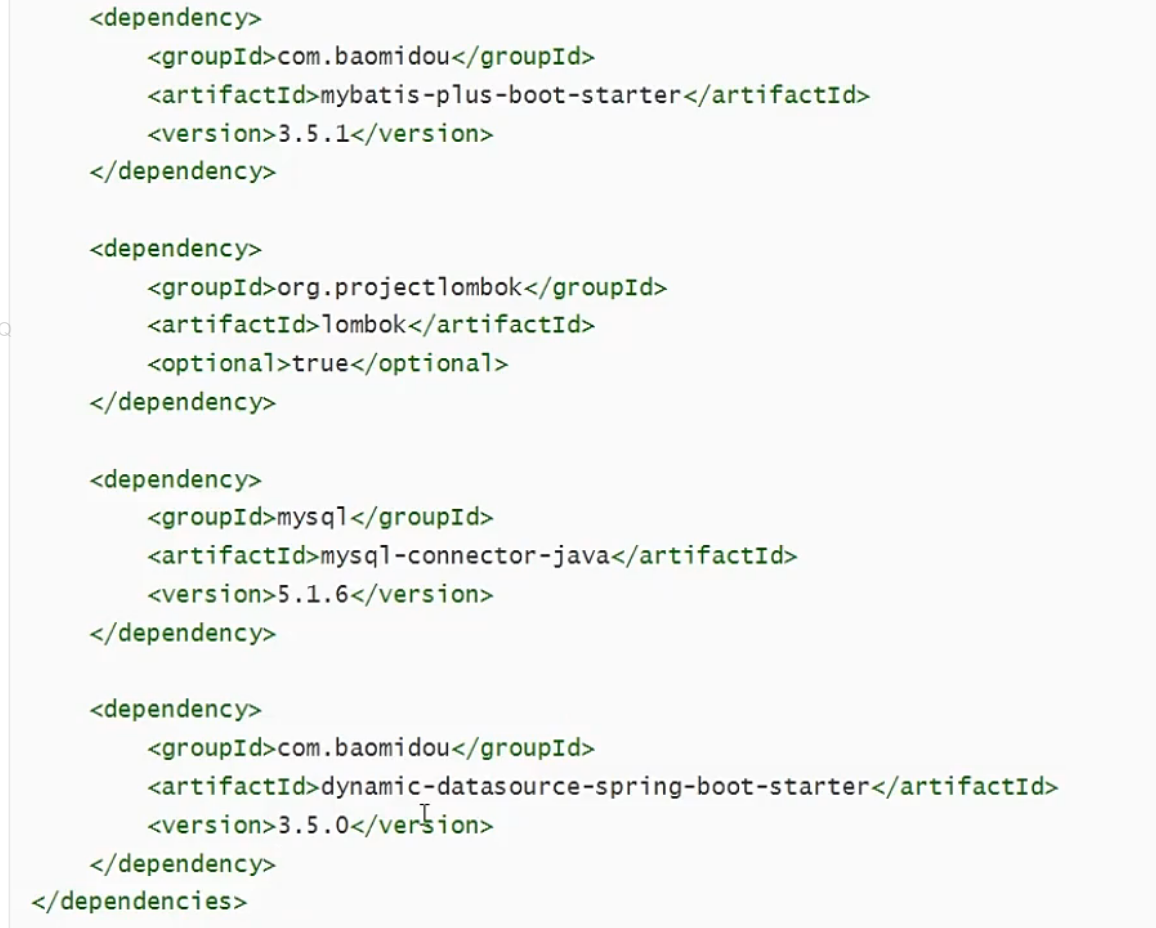 <dependency>
<groupId>com.baomidou</groupId>
<artifactId>mybatis-plus-boot-starter</artifactId>
<version>3.5.1</version>
</dependency>
<dependency>
<groupId>org.projectlombok</groupId>
<artifactId>lombok</artifactId>
<optional>true</optional>
</dependency>
<dependency>
<groupId>mysql</groupId>
<artifactId>mysql-connector-java</artifactId>
<version>5.1.6</version>
</dependency>
<dependency>
<groupId>com.baomidou</groupId>
<artifactId>dynamic-datasource-spring-boot-starter</artifactId>
<version>3.5.0</version>
</dependency>
</dependencies>